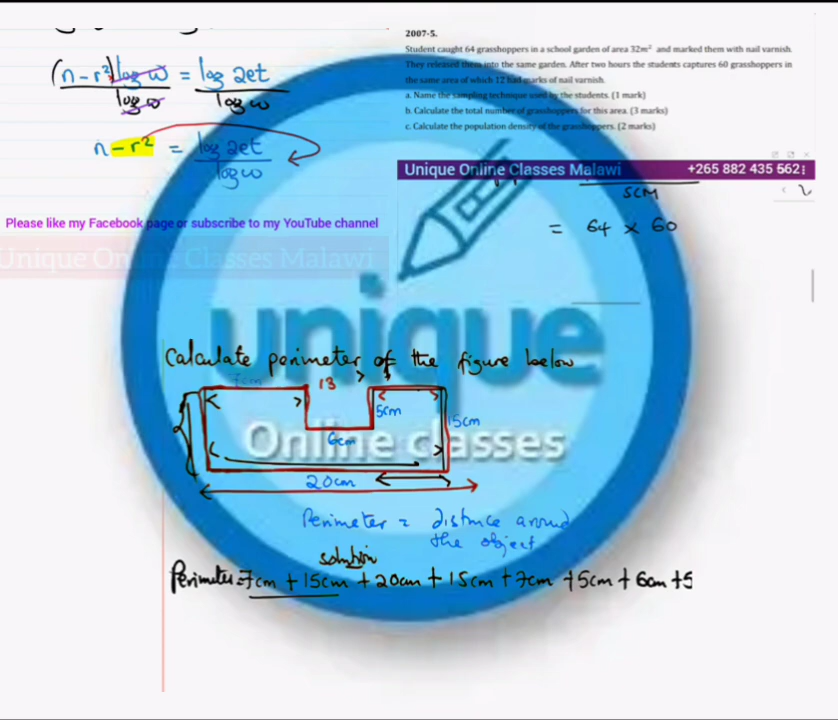 (n-r²)log w = log 2et
log w log w
n-r² = log 2et
log w
Please like my Facebook page or subscribe to my YouTube channel
Unique Online Classes Malawi
2007-5.
Student caught 64 grasshoppers in a school garden of area 32m² and marked them with nail varnish.
They released them into the same garden. After two hours the students captures 60 grasshoppers in
the same area of which 12 had marks of nail varnish.
a. Name the sampling technique used by the students. (1 mark)
b. Calculate the total number of grasshoppers for this area. (3 marks)
c. Calculate the population density of the grasshoppers. (2 marks)
Unique Online Classes Malawi +265 882 435 562
5CM
= 64 × 60
unique
Online classes
Calculate perimeter of the figure below
7cm 13
5cm
15cm
6cm
20cm
Perimeter = distance around
the object
solution
Perimeter=7cm + 15cm + 20cm + 15cm + 7cm + 5cm + 6cm + 5